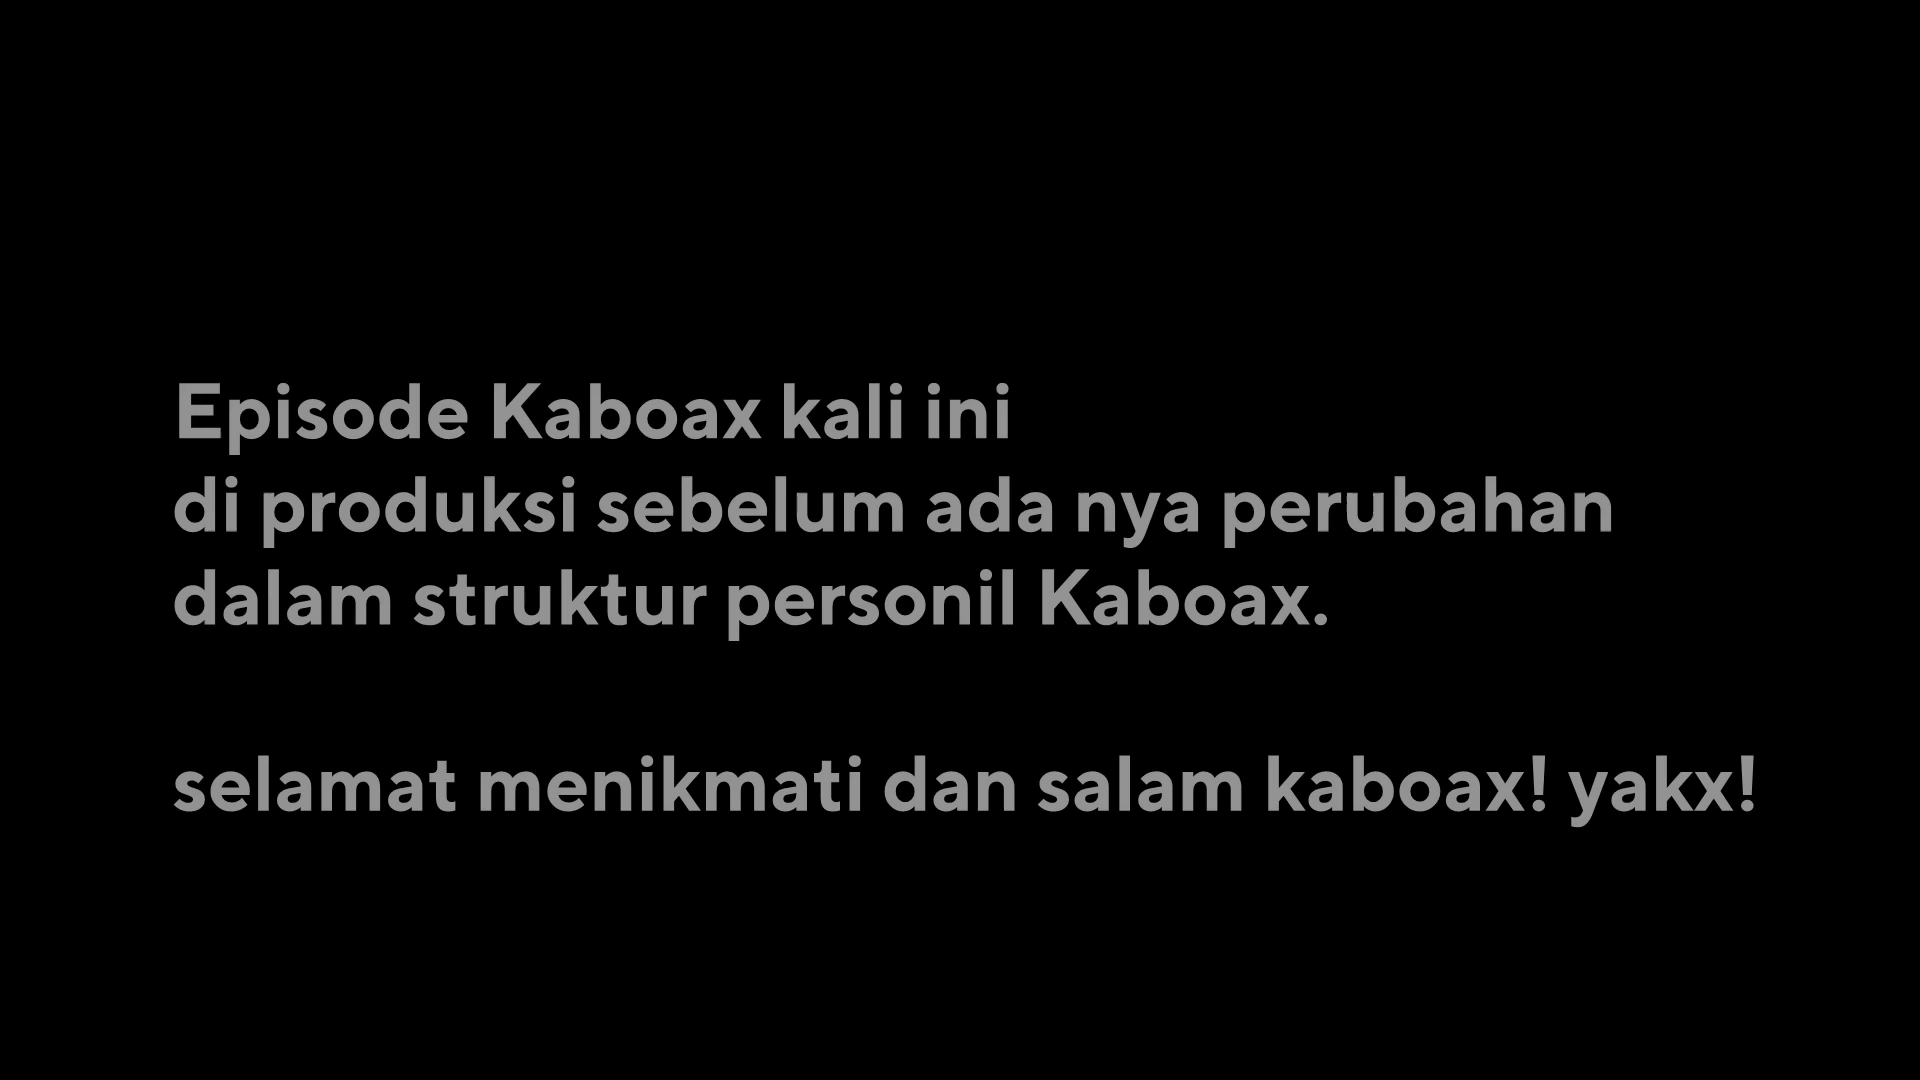 Episode Kaboax kali ini
di produksi sebelum ada nya perubahan
dalam struktur personil Kaboax.
selamat menikmati dan salam kaboax! yakx!